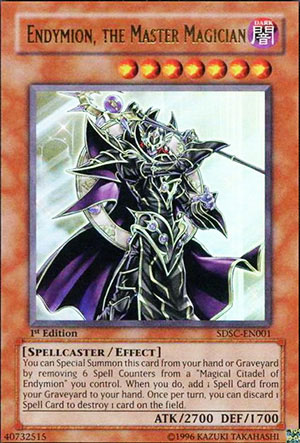 ENDYMION, THE MASTER MAGICIAN
DARK
闇
1st Edition
SDSC-EN001
[SPELLCASTER / EFFECT]
You can Special Summon this card from your hand or Graveyard
by removing 6 Spell Counters from a "Magical Citadel of
Endymion" you control. When you do, add 1 Spell Card from
your Graveyard to your hand. Once per turn, you can discard 1
Spell Card to destroy 1 card on the field.
ATK/2700 DEF/1700
40732515
©1996 KAZUKI TAKAHASHI